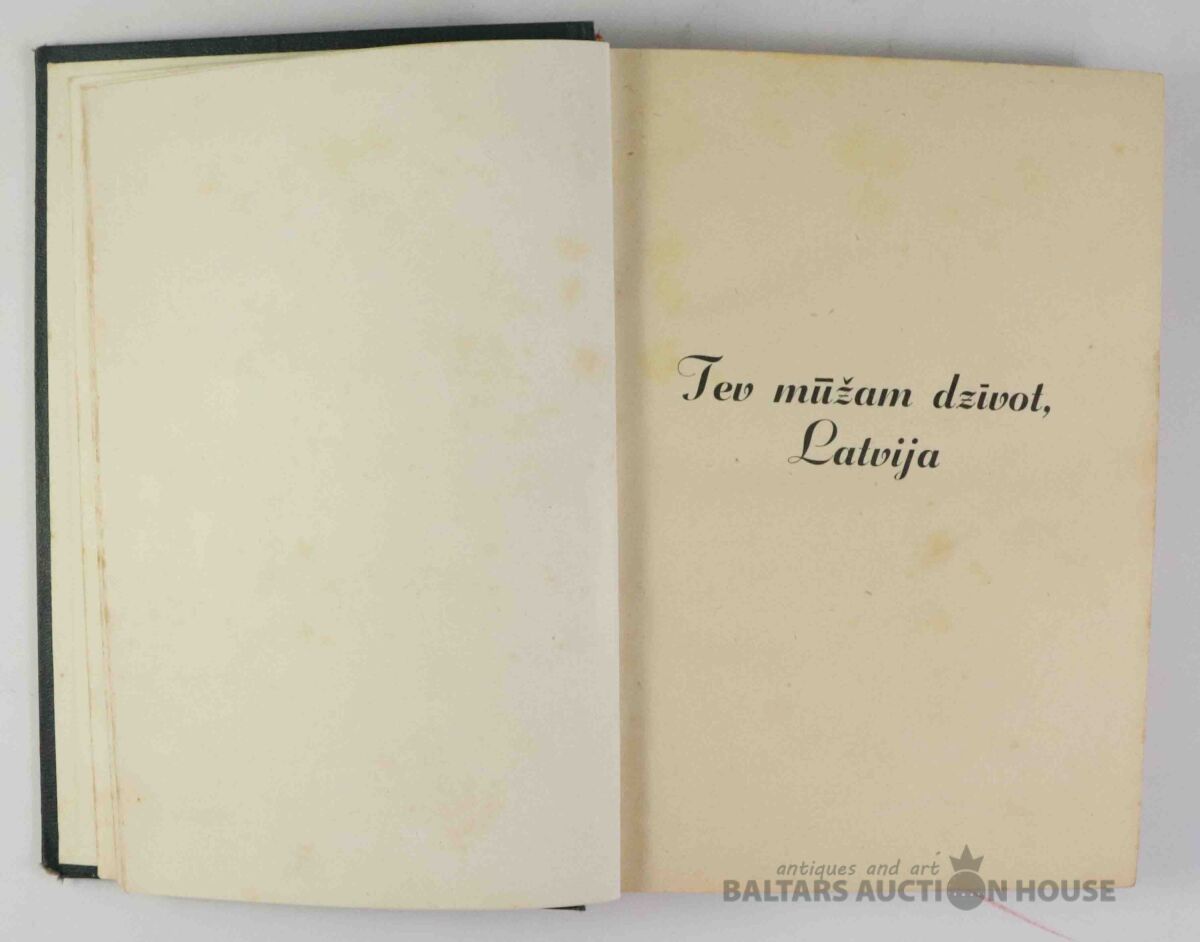 Tev mūžam dzīvot,
Latvija
antiques and art
BALTARS AUCTION HOUSE